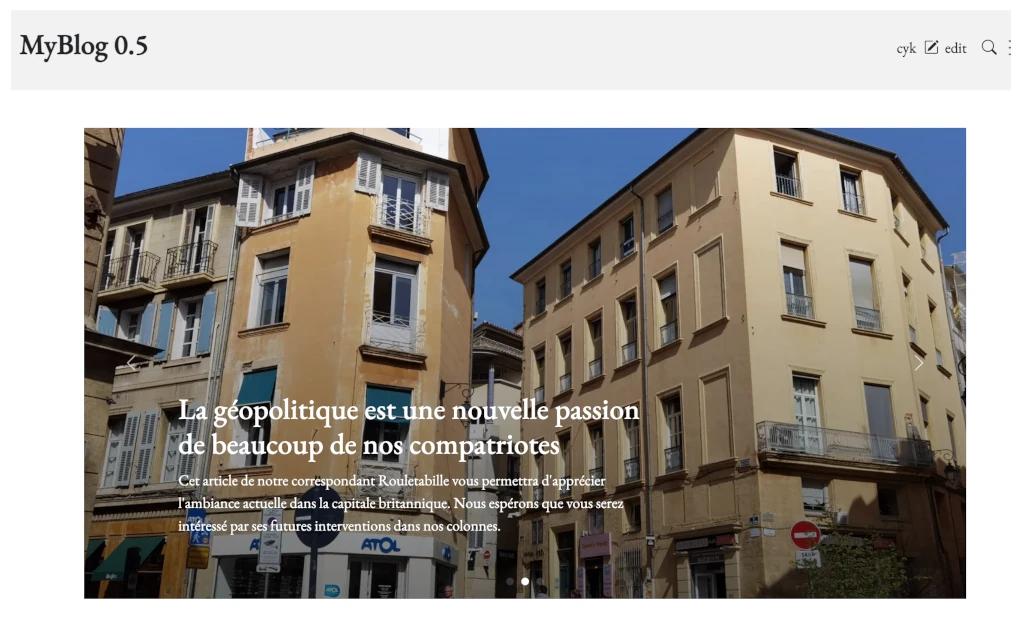 MyBlog 0.5
cyk edit
La géopolitique est une nouvelle passion
de beaucoup de nos compatriotes
Cet article de notre correspondant Rouletabille vous permettra d'apprécier
l'ambiance actuelle dans la capitale britannique. Nous espérons que vous serez
intéressé par ses futures interventions dans nos colonnes.
ATOL